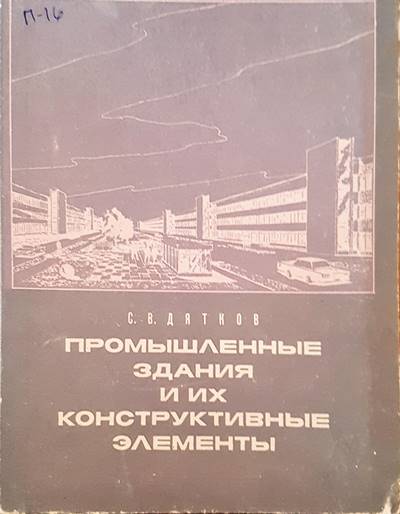 П-16
С. В. ДЯТКОВ
ПРОМЫШЛЕННЫЕ
ЗДАНИЯ
И ИХ
КОНСТРУКТИВНЫЕ
ЭЛЕМЕНТЫ